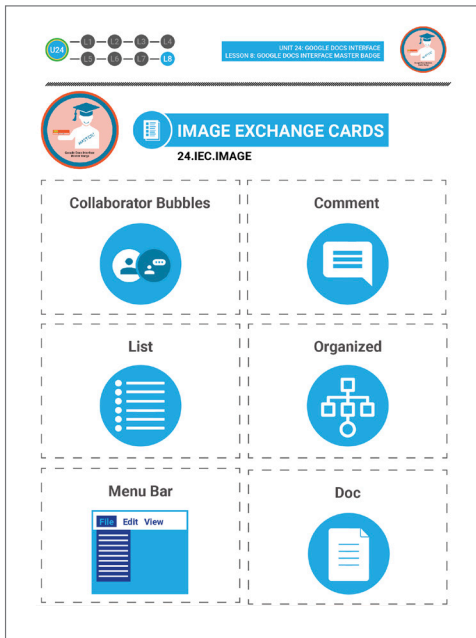 U24
L1
L2
L3
L4
L5
L6
L7
L8
UNIT 24: GOOGLE DOCS INTERFACE
LESSON 8: GOOGLE DOCS INTERFACE MASTER BADGE
IMAGE EXCHANGE CARDS
24.IEC.IMAGE
Collaborator Bubbles
Comment
List
Organized
Menu Bar
File Edit View
Doc